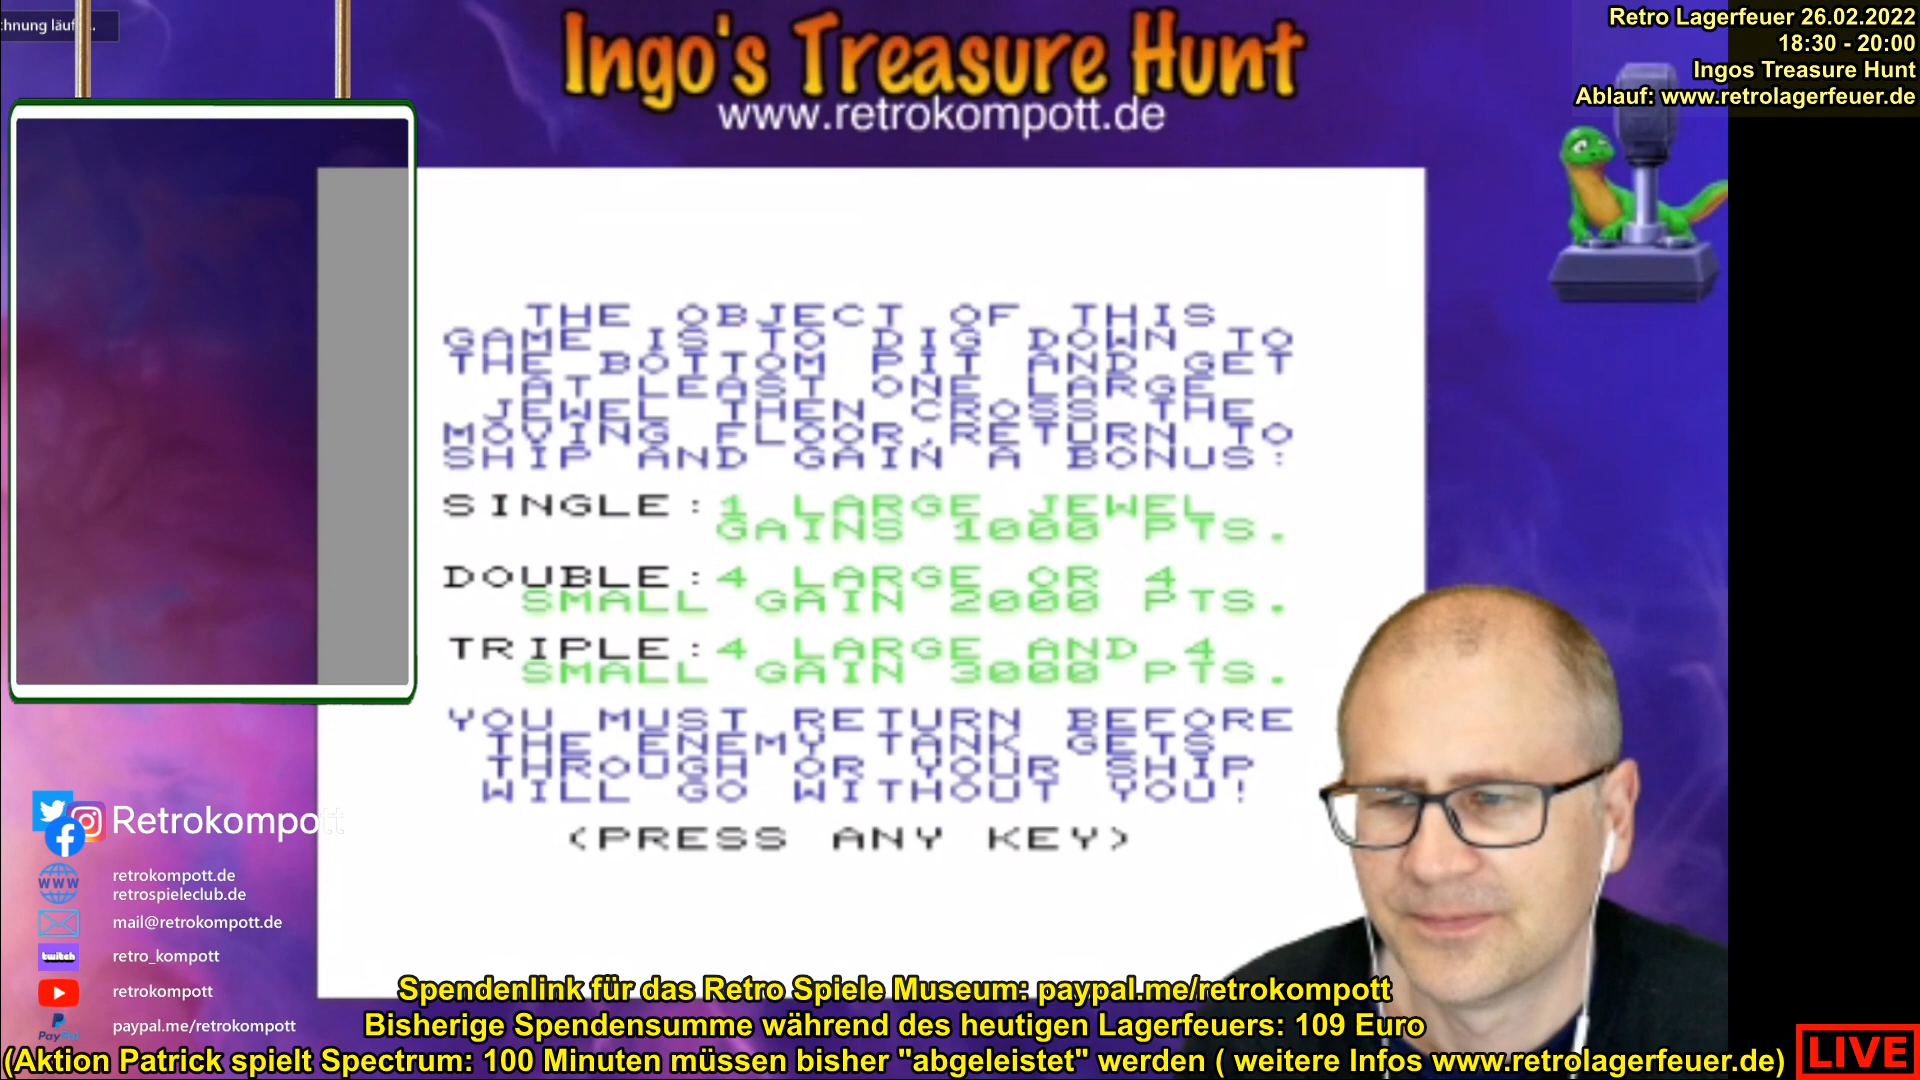 chnung läuf
Ingo's Treasure Hunt
www.retrokompott.de
Retro Lagerfeuer 26.02.2022
18:30 - 20:00
Ingos Treasure Hunt
Ablauf: www.retrolagerfeuer.de
THE OBJECT OF THIS
GAME IS TO DIG DOWN TO
THE BOTTOM PIT AND GET
AT LEAST ONE LARGE
JEWEL THEN CROSS THE
MOVING FLOOR, RETURN TO
SHIP AND GAIN A BONUS:
SINGLE:1 LARGE JEWEL
GAINS 1000 PTS.
DOUBLE:4 LARGE OR 4
SMALL GAIN 2000 PTS.
TRIPLE:4 LARGE AND 4
SMALL GAIN 3000 PTS.
YOU MUST RETURN BEFORE
THE ENEMY TANK GETS
THROUGH OR YOUR SHIP
WILL GO WITHOUT YOU!
<PRESS ANY KEY>
Retrokompott
www
retrokompott.de
retrospieleclub.de
mail@retrokompott.de
twitch
retro_kompott
retrokompott
PayPal
paypal.me/retrokompott
Spendenlink für das Retro Spiele Museum: paypal.me/retrokompott
Bisherige Spendensumme während des heutigen Lagerfeuers: 109 Euro
(Aktion Patrick spielt Spectrum: 100 Minuten müssen bisher "abgeleistet" werden ( weitere Infos www.retrolagerfeuer.de)
LIVE